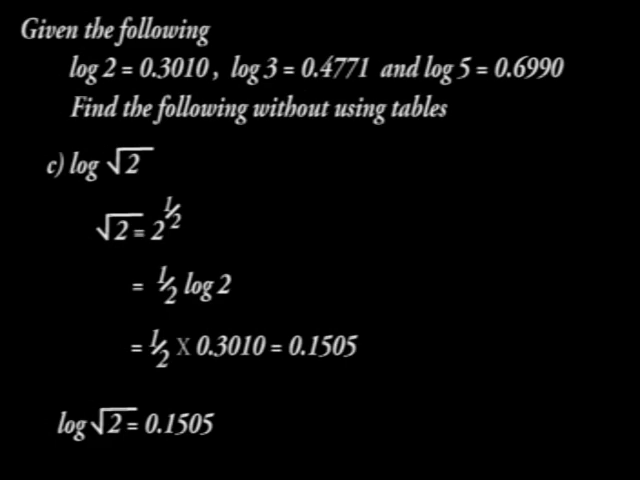 Given the following
log 2 = 0.3010 , log 3 = 0.4771 and log 5 = 0.6990
Find the following without using tables
c) log √2
√2 = 2^½
= ½ log 2
= ½ X 0.3010 = 0.1505
log √2 = 0.1505